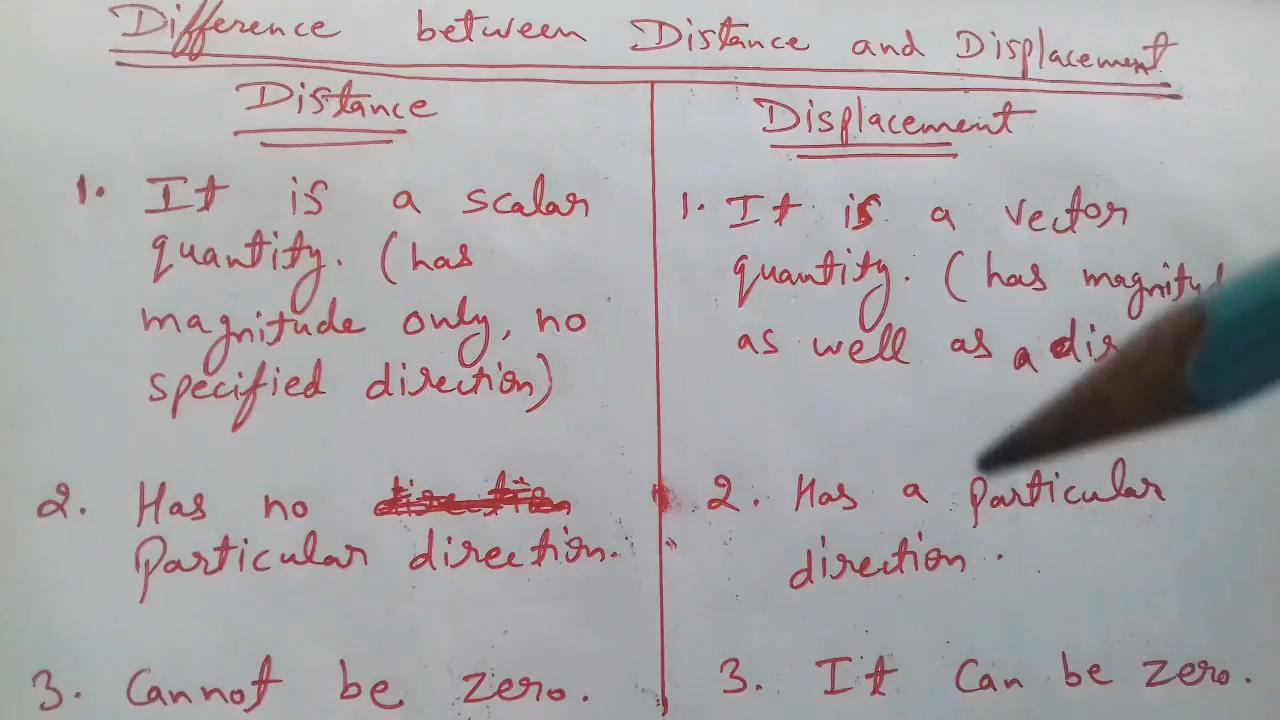 Difference between Distance and Displacement
Distance
1. It is a scalar
quantity. (has
magnitude only, no
specified direction)
2. Has no
particular direction.
3. Cannot be zero.
Displacement
1. It is a vector
quantity. (has
as well as a
2. Has a particular
direction.
3. It can be zero.